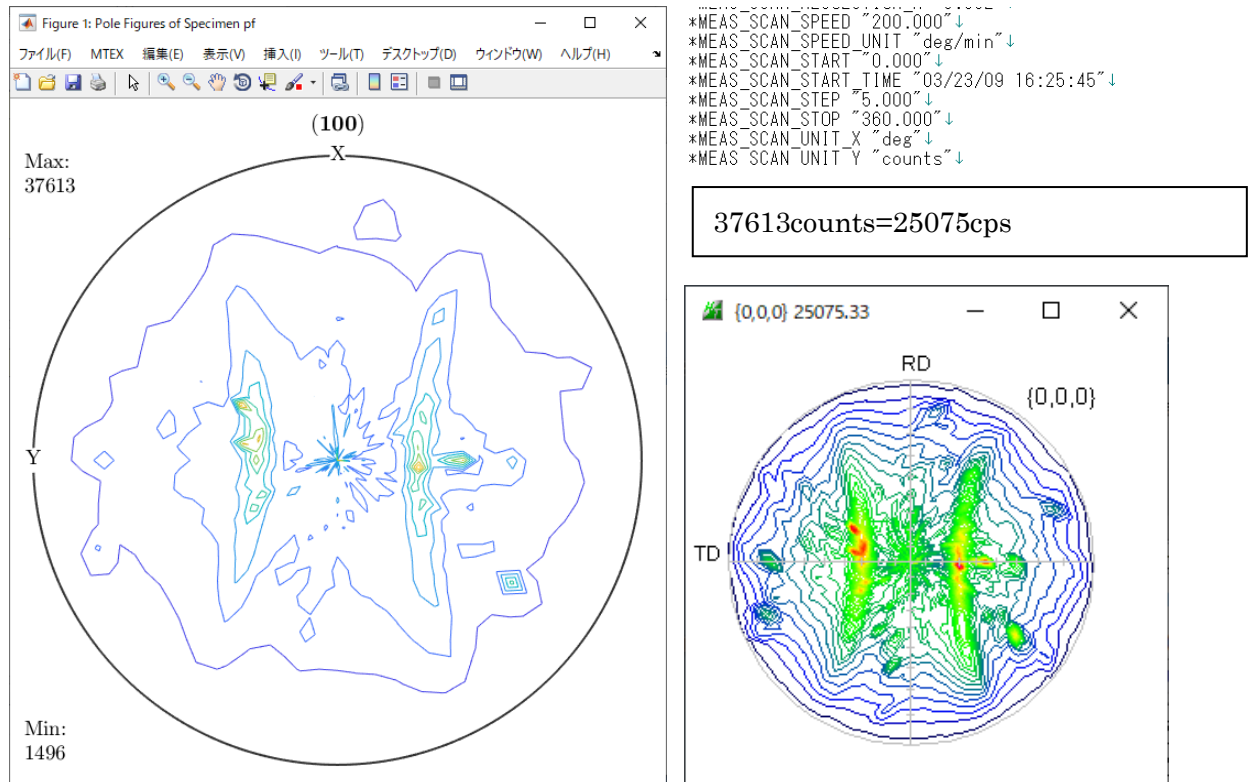 Figure 1: Pole Figures of Specimen pf
ファイル(F) MTEX 編集(E) 表示(V) 挿入(I) ツール(T) デスクトップ(D) ウィンドウ(W) ヘルプ(H)
(100)
X
Max:
37613
Y
Min:
1496
*MEAS_SCAN_SPEED "200.000"↓
*MEAS_SCAN_SPEED_UNIT "deg/min"↓
*MEAS_SCAN_START "0.000"↓
*MEAS_SCAN_START_TIME "03/23/09 16:25:45"↓
*MEAS_SCAN_STEP "5.000"↓
*MEAS_SCAN_STOP "360.000"↓
*MEAS_SCAN_UNIT_X "deg"↓
*MEAS_SCAN_UNIT_Y "counts"↓
37613counts=25075cps
{0,0,0} 25075.33
RD
{0,0,0}
TD